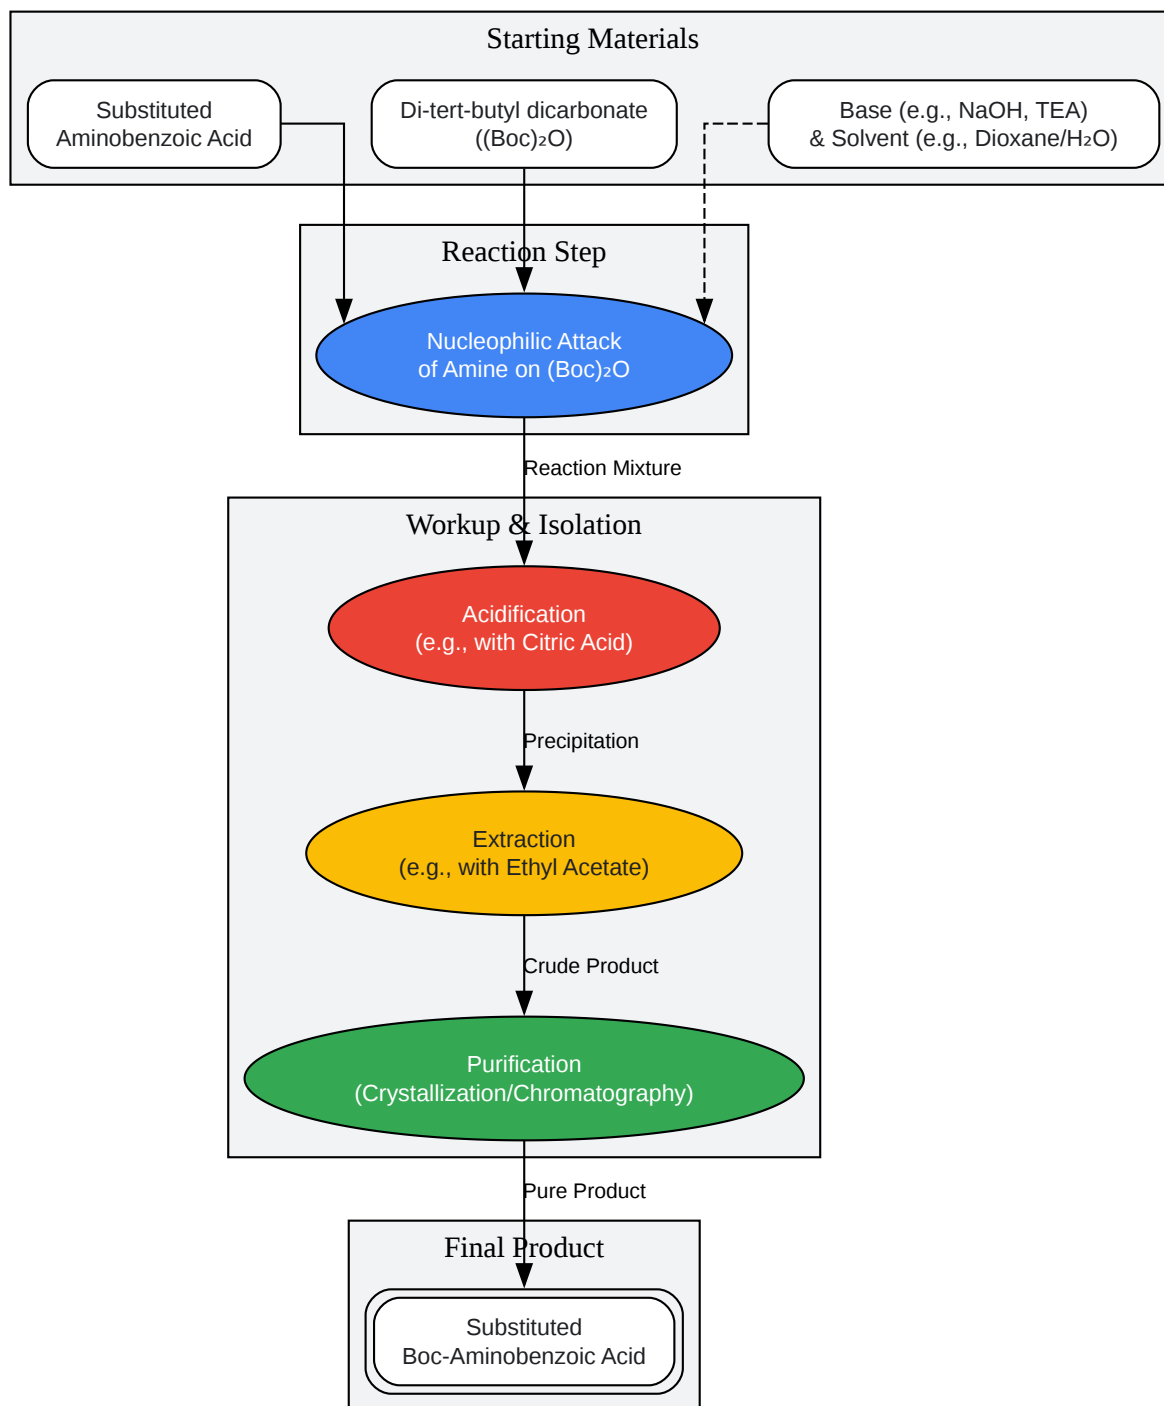 Starting Materials
Substituted
Aminobenzoic Acid
Di-tert-butyl dicarbonate
((Boc)₂O)
Base (e.g., NaOH, TEA)
& Solvent (e.g., Dioxane/H₂O)
Reaction Step
Nucleophilic Attack
of Amine on (Boc)₂O
Reaction Mixture
Workup & Isolation
Acidification
(e.g., with Citric Acid)
Precipitation
Extraction
(e.g., with Ethyl Acetate)
Crude Product
Purification
(Crystallization/Chromatography)
Pure Product
Final Product
Substituted
Boc-Aminobenzoic Acid